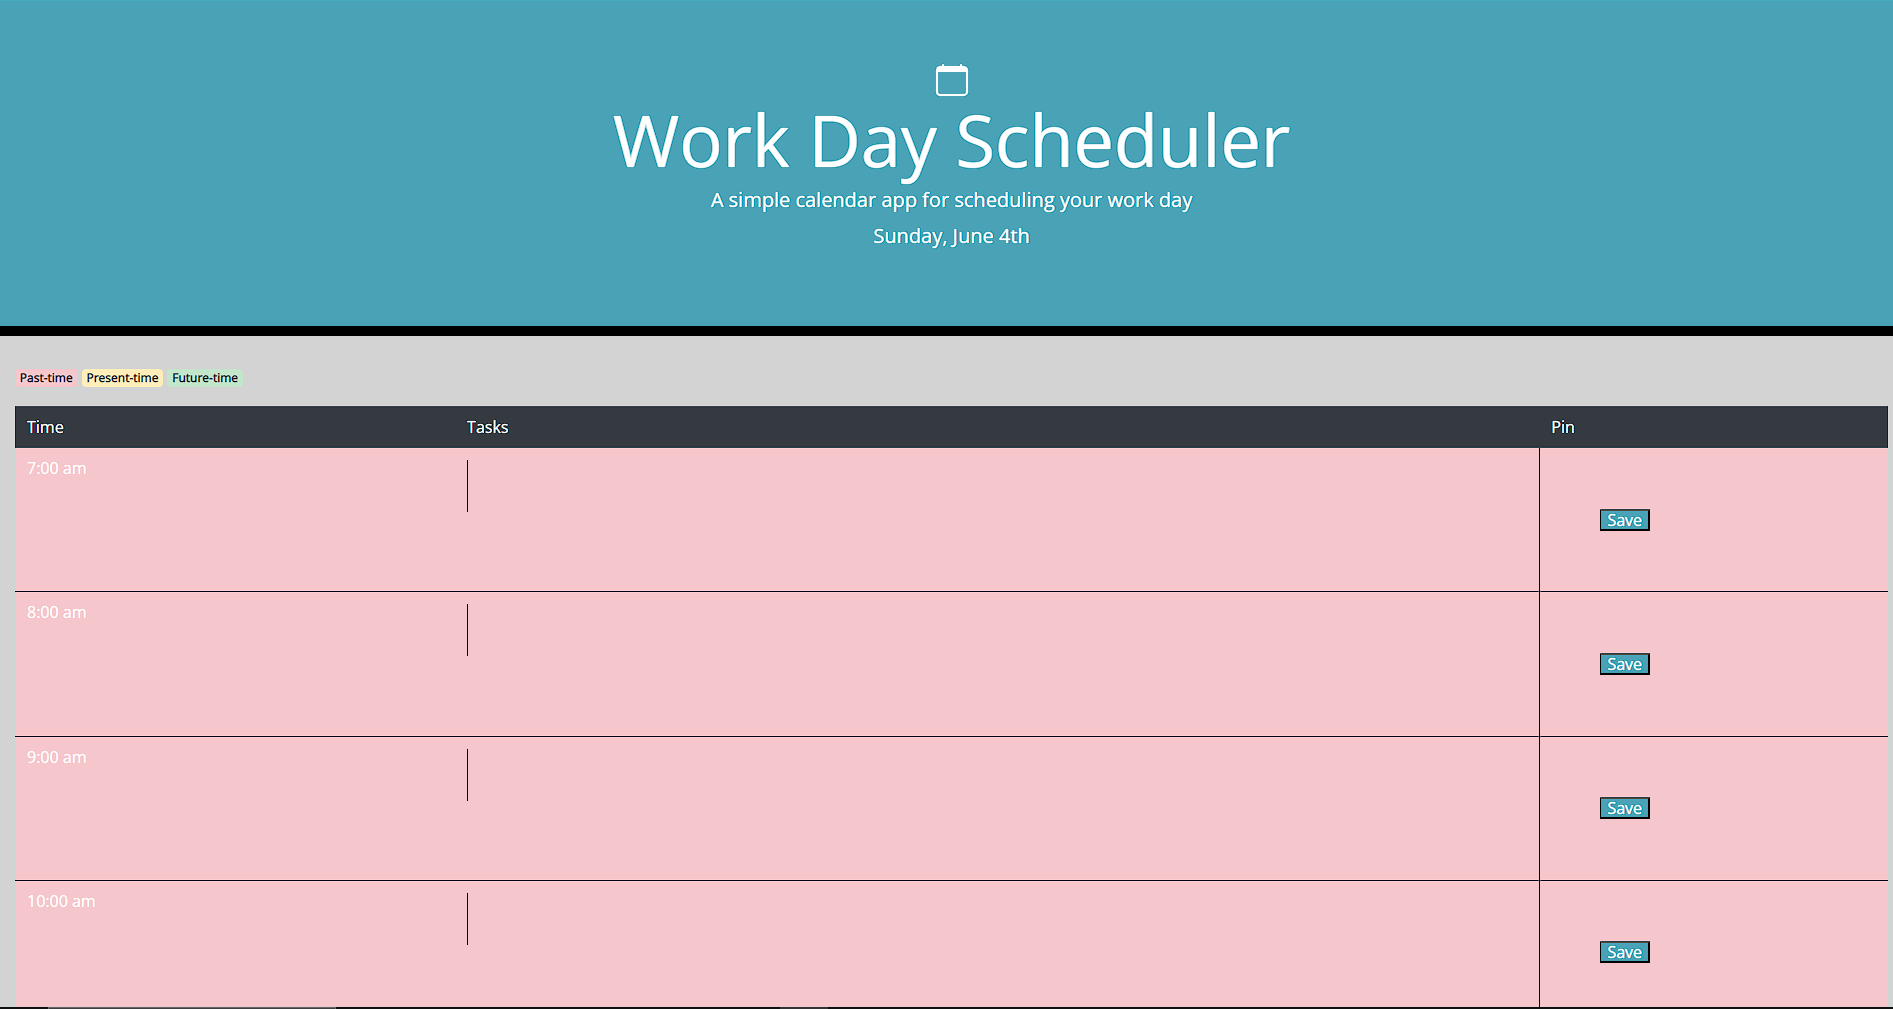 Work Day Scheduler
A simple calendar app for scheduling your work day
Sunday, June 4th
Past-time Present-time Future-time
Time Tasks Pin
7:00 am
Save
8:00 am
Save
9:00 am
Save
10:00 am
Save